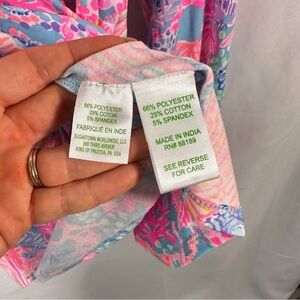 66% POLYESTER
29% COTTON
5% SPANDEX
FABRIQUÉ EN INDE
SUGARTOWN WORLDWIDE, LLC
800 THIRD AVENUE
KING OF PRUSSIA, PA USA
66% POLYESTER
29% COTTON
5% SPANDEX
MADE IN INDIA
RN# 88189
SEE REVERSE
FOR CARE